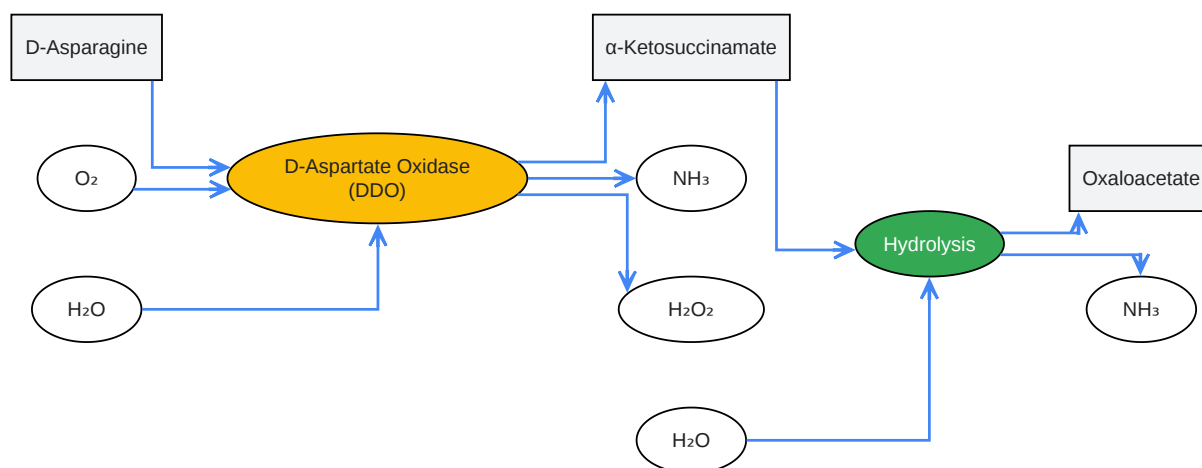 D-Asparagine
α-Ketosuccinamate
O₂
D-Aspartate Oxidase
(DDO)
NH₃
Oxaloacetate
Hydrolysis
H₂O
H₂O₂
NH₃
H₂O